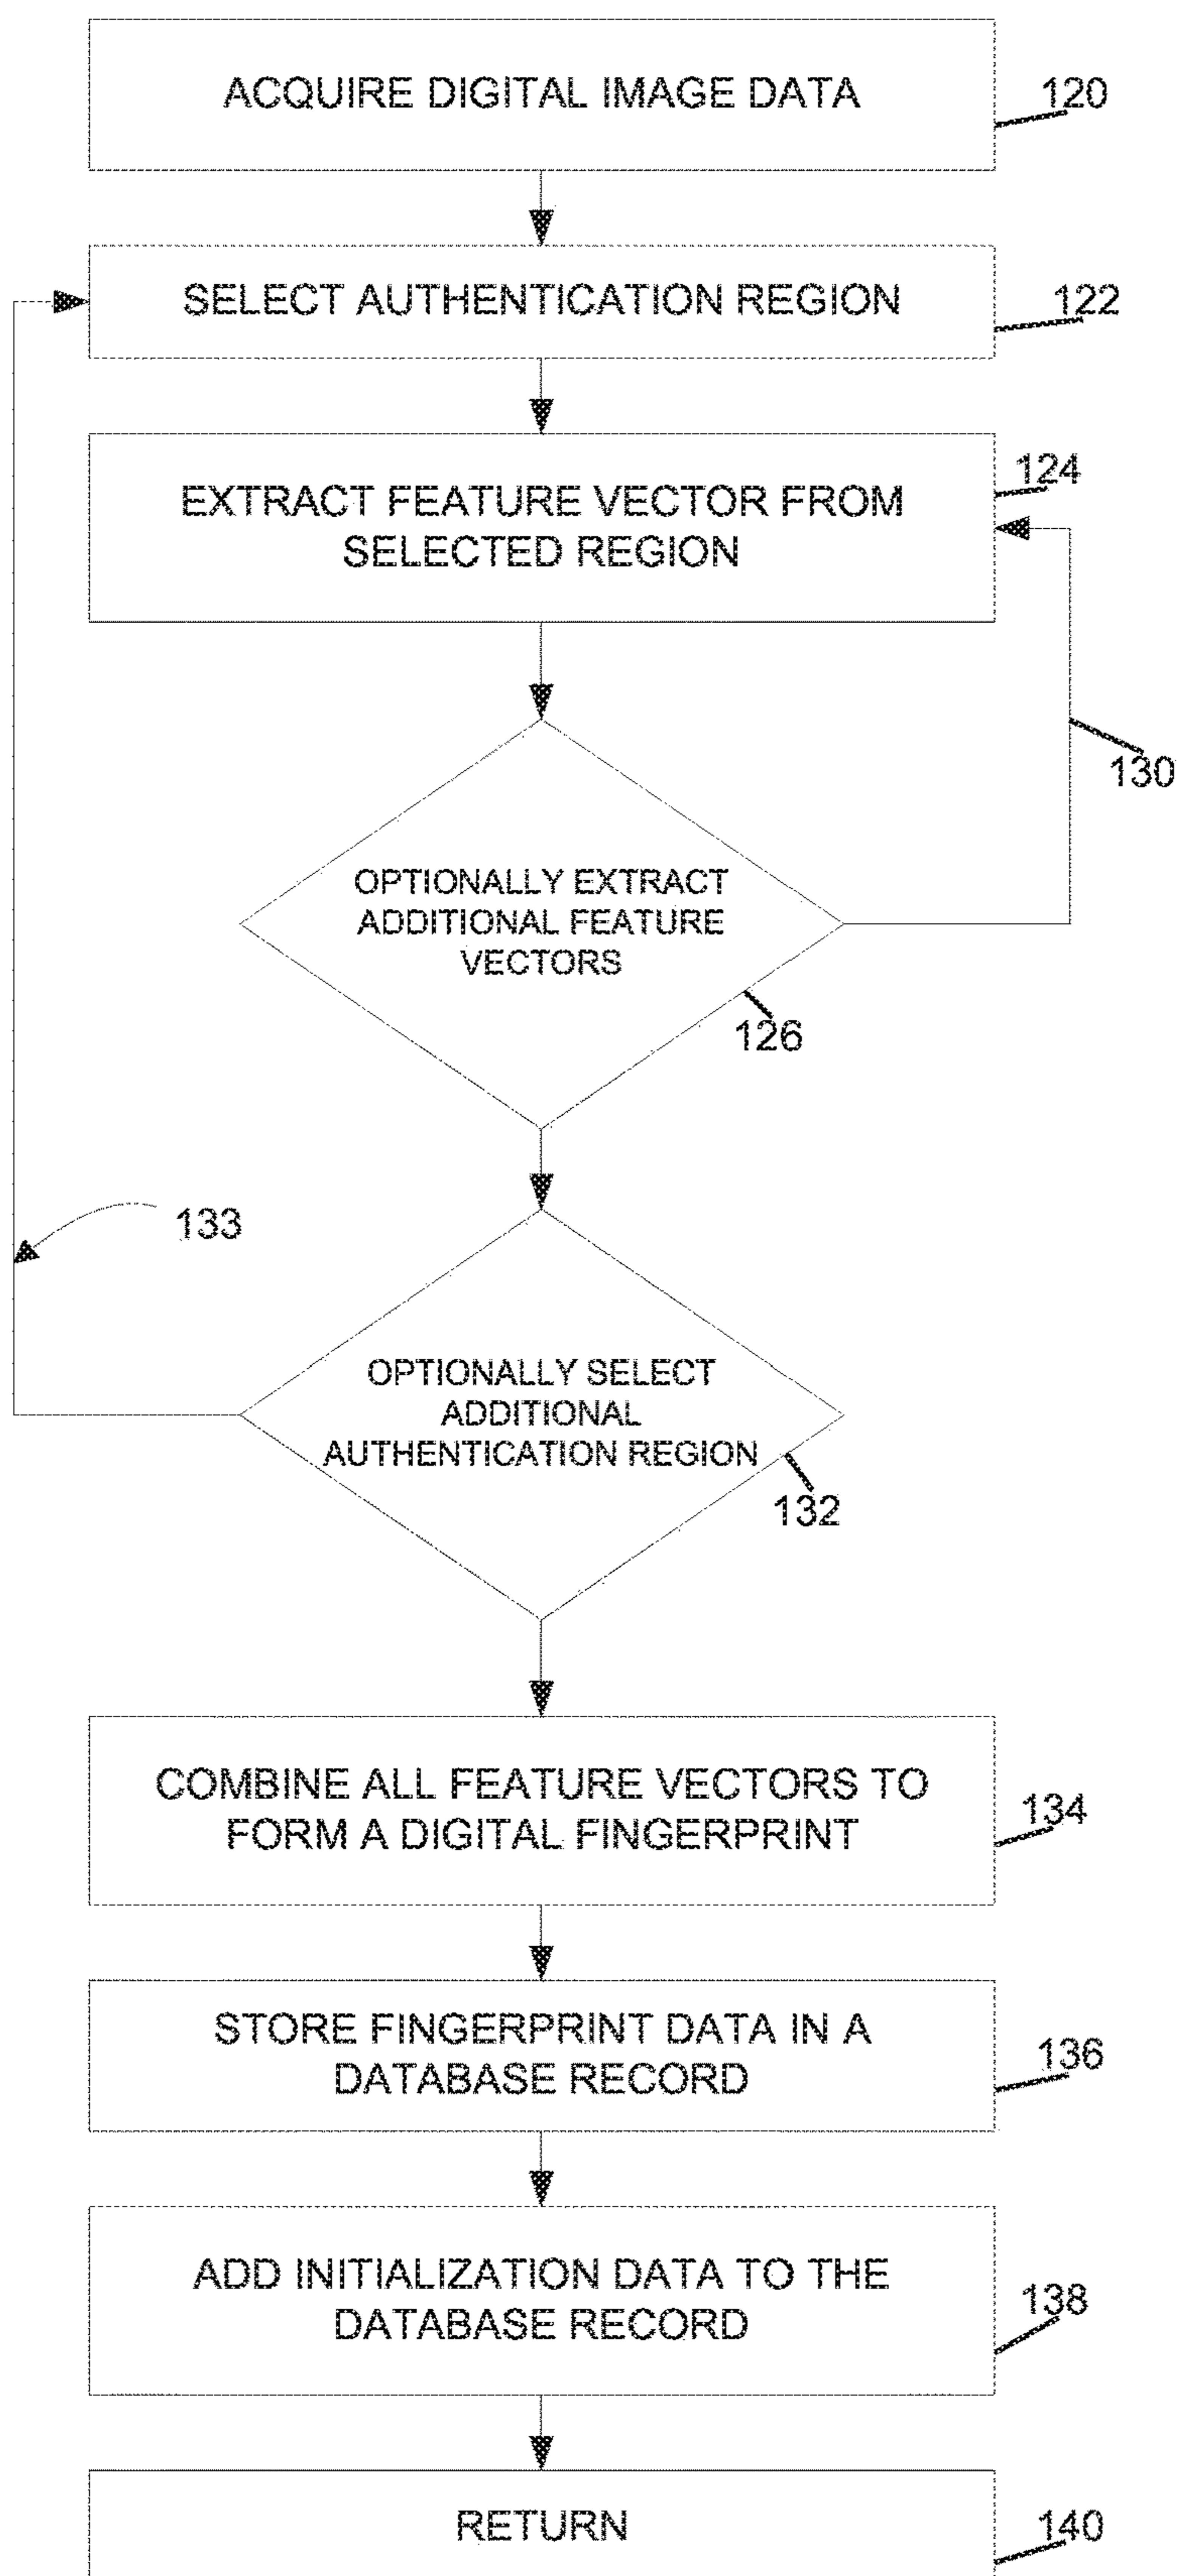 ACQUIRE DIGITAL IMAGE DATA
120
SELECT AUTHENTICATION REGION
122
EXTRACT FEATURE VECTOR FROM
SELECTED REGION
124
130
OPTIONALLY EXTRACT
ADDITIONAL FEATURE
VECTORS
126
133
OPTIONALLY SELECT
ADDITIONAL
AUTHENTICATION REGION
132
COMBINE ALL FEATURE VECTORS TO
FORM A DIGITAL FINGERPRINT
134
STORE FINGERPRINT DATA IN A
DATABASE RECORD
136
ADD INITIALIZATION DATA TO THE
DATABASE RECORD
138
RETURN
140